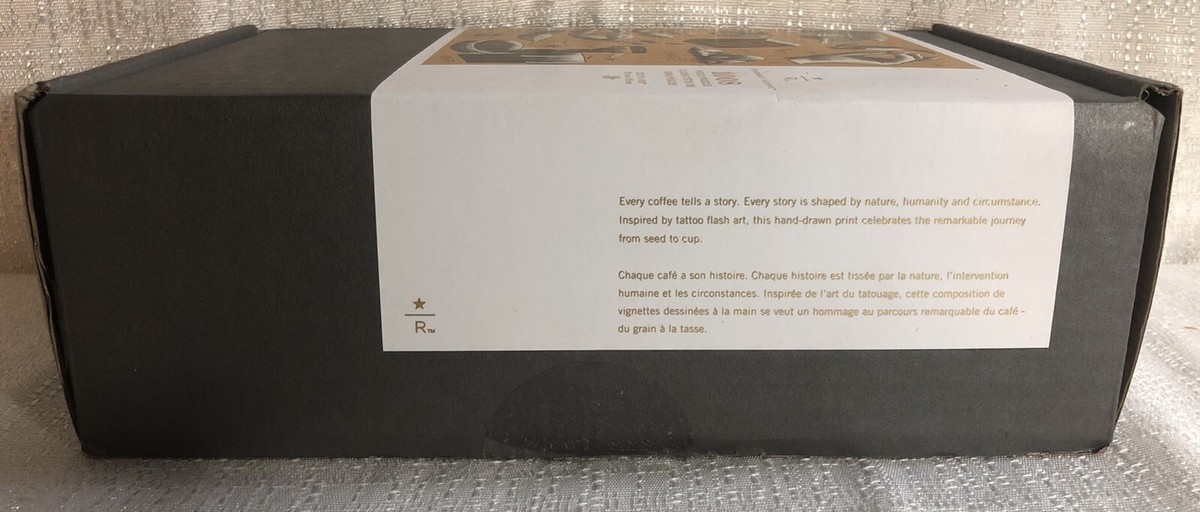 Every coffee tells a story. Every story is shaped by nature, humanity and circumstance.
Inspired by tattoo flash art, this hand-drawn print celebrates the remarkable journey
from seed to cup.
Chaque café a son histoire. Chaque histoire est tissée par la nature, l'intervention
humaine et les circonstances. Inspirée de l'art du tatouage, cette composition de
vignettes dessinées à la main se veut un hommage au parcours remarquable du café –
du grain à la tasse.
★
R™